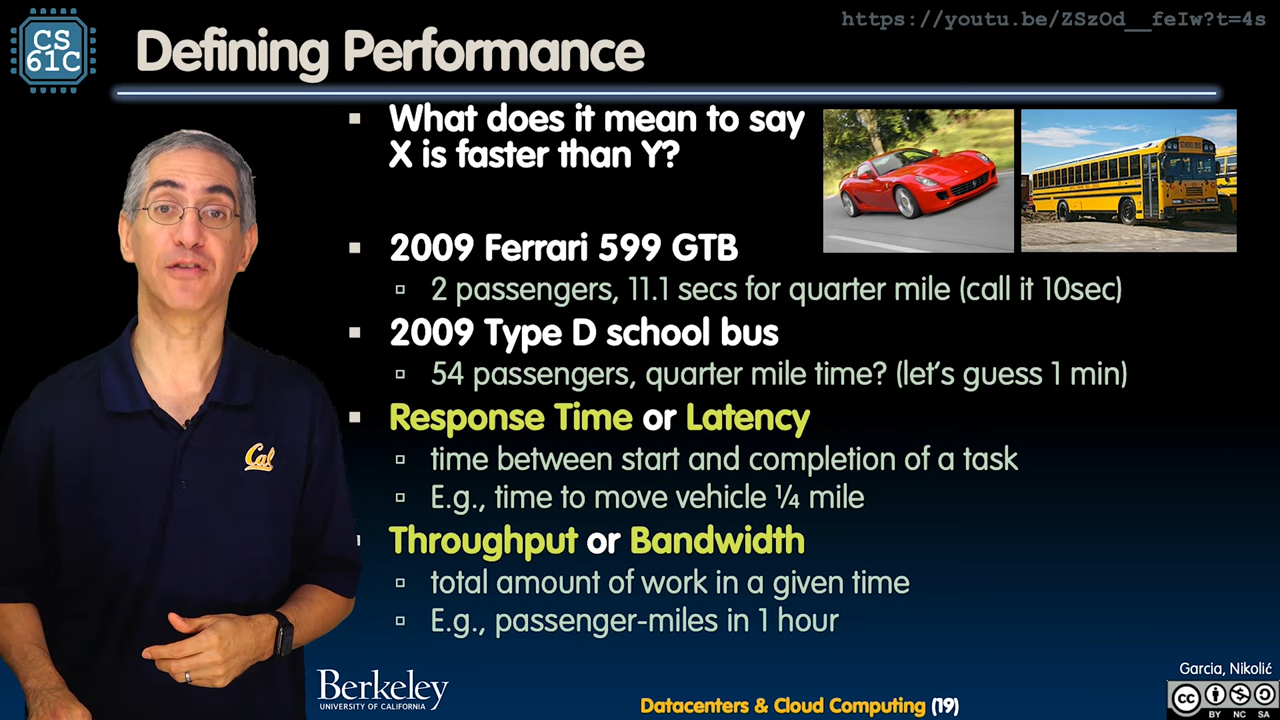 https://youtu.be/ZSzOd__feIw?t=4s
CS
61C
Defining Performance
What does it mean to say
X is faster than Y?
2009 Ferrari 599 GTB
2 passengers, 11.1 secs for quarter mile (call it 10sec)
2009 Type D school bus
54 passengers, quarter mile time? (let's guess 1 min)
Response Time or Latency
time between start and completion of a task
E.g., time to move vehicle ¼ mile
Throughput or Bandwidth
total amount of work in a given time
E.g., passenger-miles in 1 hour
Cal
Berkeley
UNIVERSITY OF CALIFORNIA
Datacenters & Cloud Computing (19)
Garcia, Nikolić
cc
BY NC SA
SCHOOL BUS